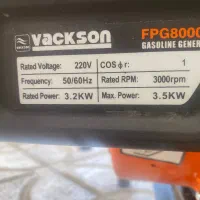 YACKSON FPG8000
GASOLINE GENER
Rated Voltage: 220V COS ϕ r: 1
Frequency: 50/60Hz Rated RPM: 3000rpm
Rated Power: 3.2KW Max. Power: 3.5KW